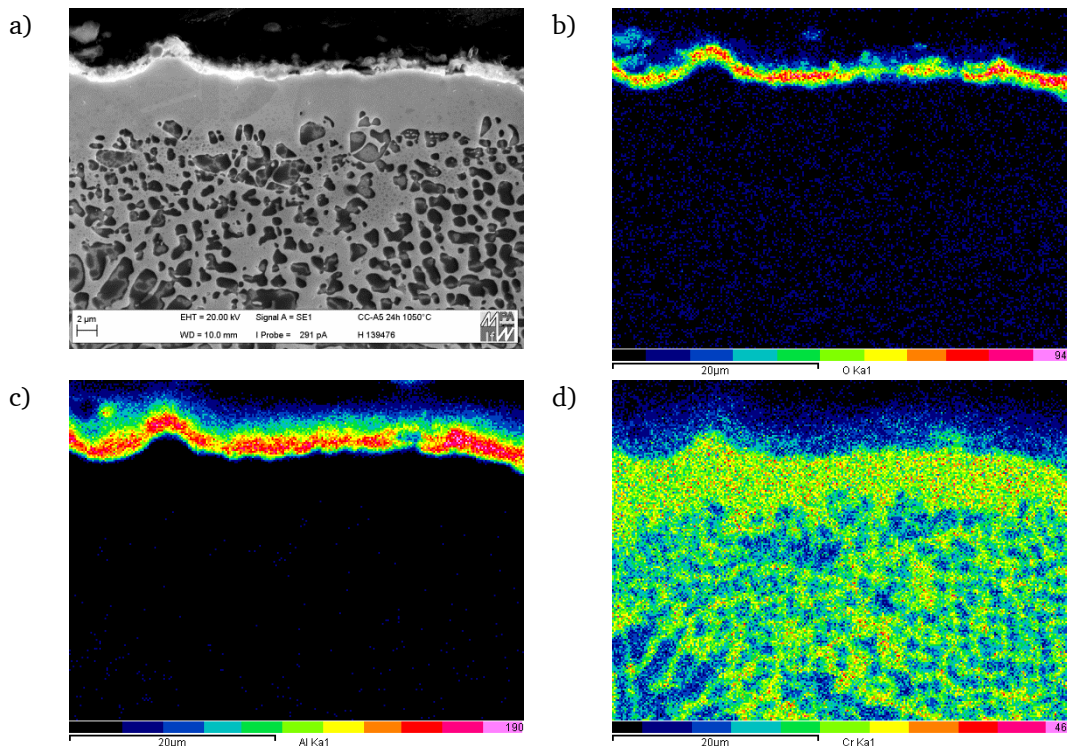 a)
b)
2 µm
EHT = 20.00 kV Signal A = SE1 CC-A5 24h 1050°C
WD = 10.0 mm I Probe = 291 pA H 139476
94
20µm O Ka1
c)
d)
190
20µm Al Ka1
46
20µm Cr Ka1